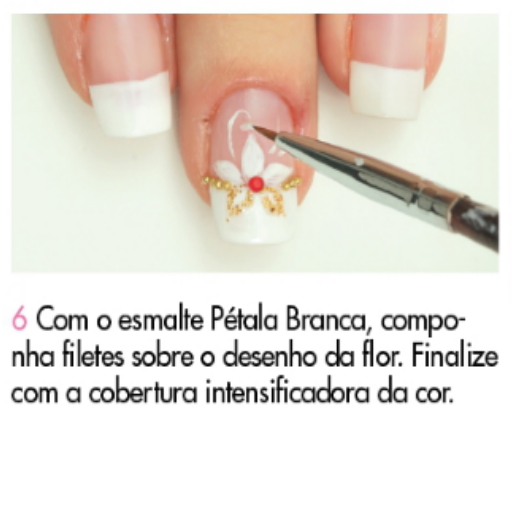 6 Com o esmalte Pétala Branca, compo-
nha filetes sobre o desenho da flor. Finalize
com a cobertura intensificadora da cor.